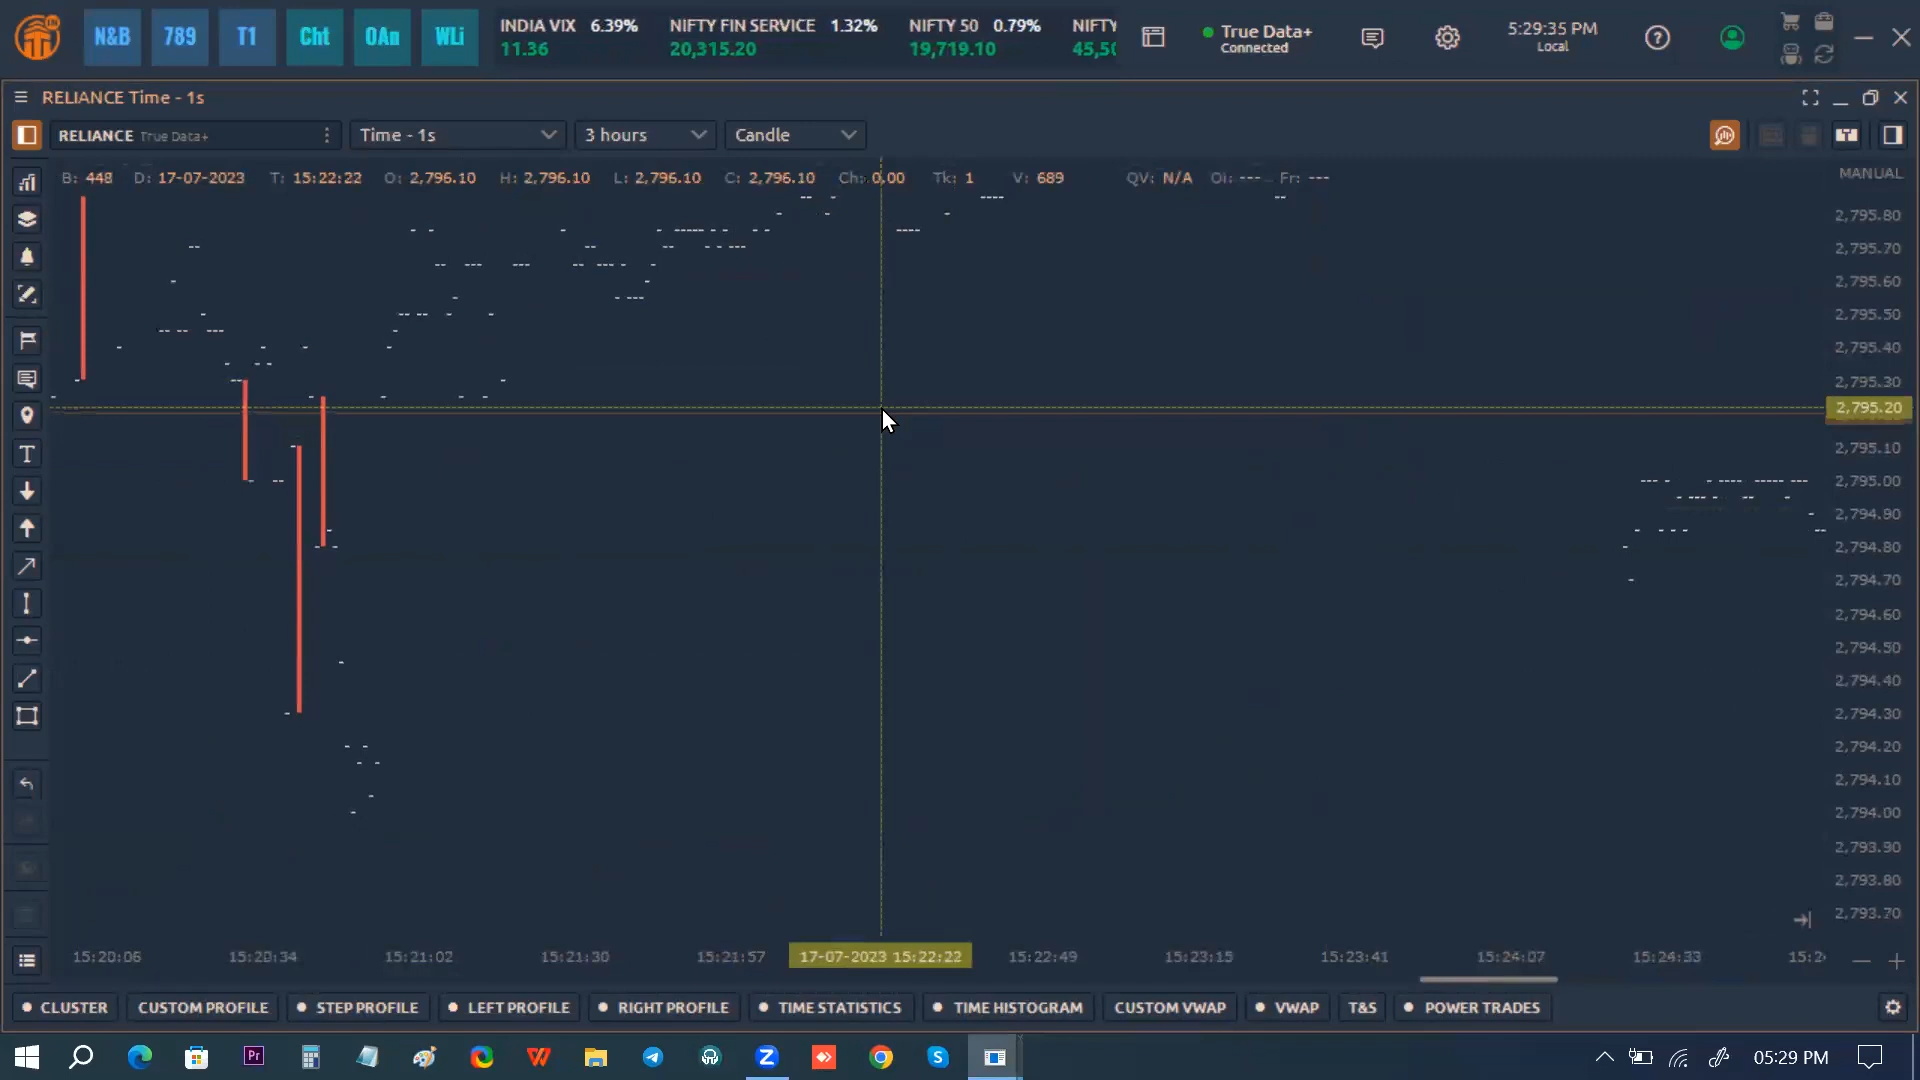 N&B 789 T1 Cht OAn WLi INDIA VIX 6.39% NIFTY FIN SERVICE 1.32% NIFTY 50 0.79% NIFTY True Data+ 5:29:35 PM
11.36 20,315.20 19,719.10 45,50 Connected Local
RELIANCE Time - 1s
RELIANCE True Data+ Time - 1s 3 hours Candle
B: 448 D: 17-07-2023 T: 15:22:22 O: 2,796.10 H: 2,796.10 L: 2,796.10 C: 2,796.10 Ch: 0.00 Tk: 1 V: 689 QV: N/A OI: --- Fr: --- MANUAL
2,795.80
2,795.70
2,795.60
2,795.50
2,795.40
2,795.30
2,795.20
2,795.10
2,795.00
2,794.90
2,794.80
2,794.70
2,794.60
2,794.50
2,794.40
2,794.30
2,794.20
2,794.10
2,794.00
2,793.90
2,793.80
2,793.70
15:20:06 15:20:34 15:21:02 15:21:30 15:21:57 17-07-2023 15:22:22 15:22:49 15:23:15 15:23:41 15:24:07 15:24:33
CLUSTER CUSTOM PROFILE STEP PROFILE LEFT PROFILE RIGHT PROFILE TIME STATISTICS TIME HISTOGRAM CUSTOM VWAP VWAP T&S POWER TRADES
05:29 PM